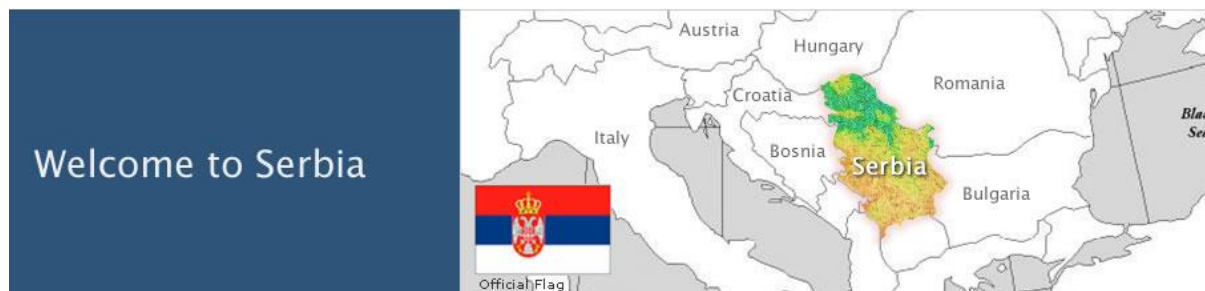 Welcome to Serbia
Austria
Hungary
Romania
Croatia
Italy
Bosnia
Serbia
Bulgaria
Official Flag